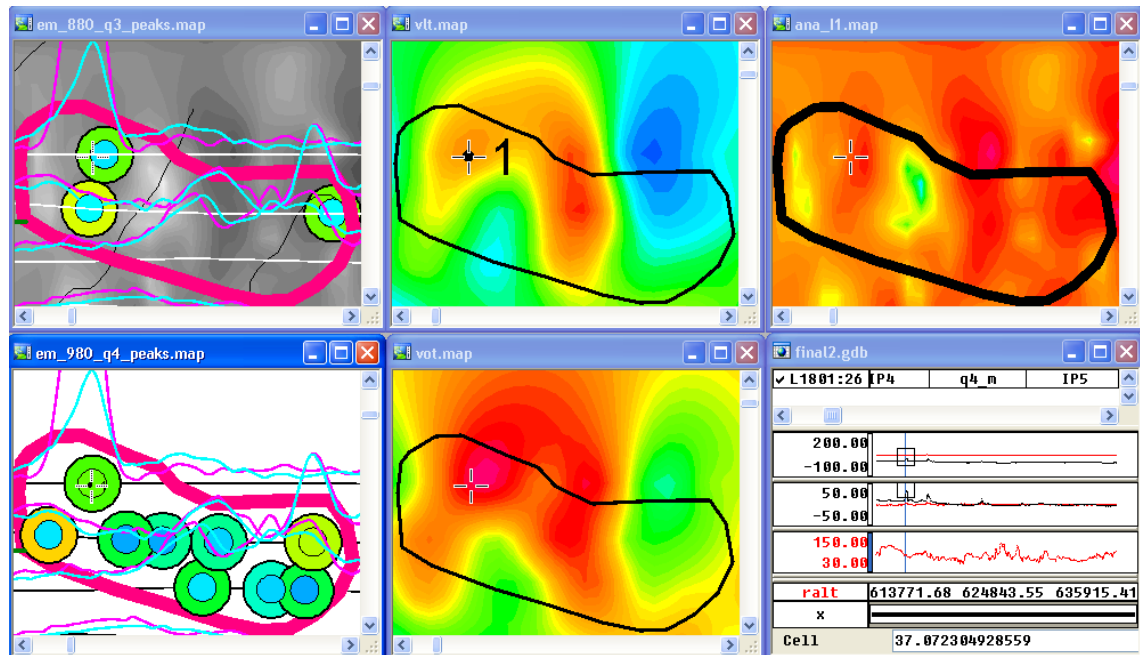 em_880_q3_peaks.map
vlt.map
ana_l1.map
1
em_980_q4_peaks.map
vot.map
final2.gdb
L1801:26 IP4 q4_m IP5
200.00
-100.00
50.00
-50.00
150.00
30.00
ralt 613771.68 624843.55 635915.41
x
Cell 37.072304928559